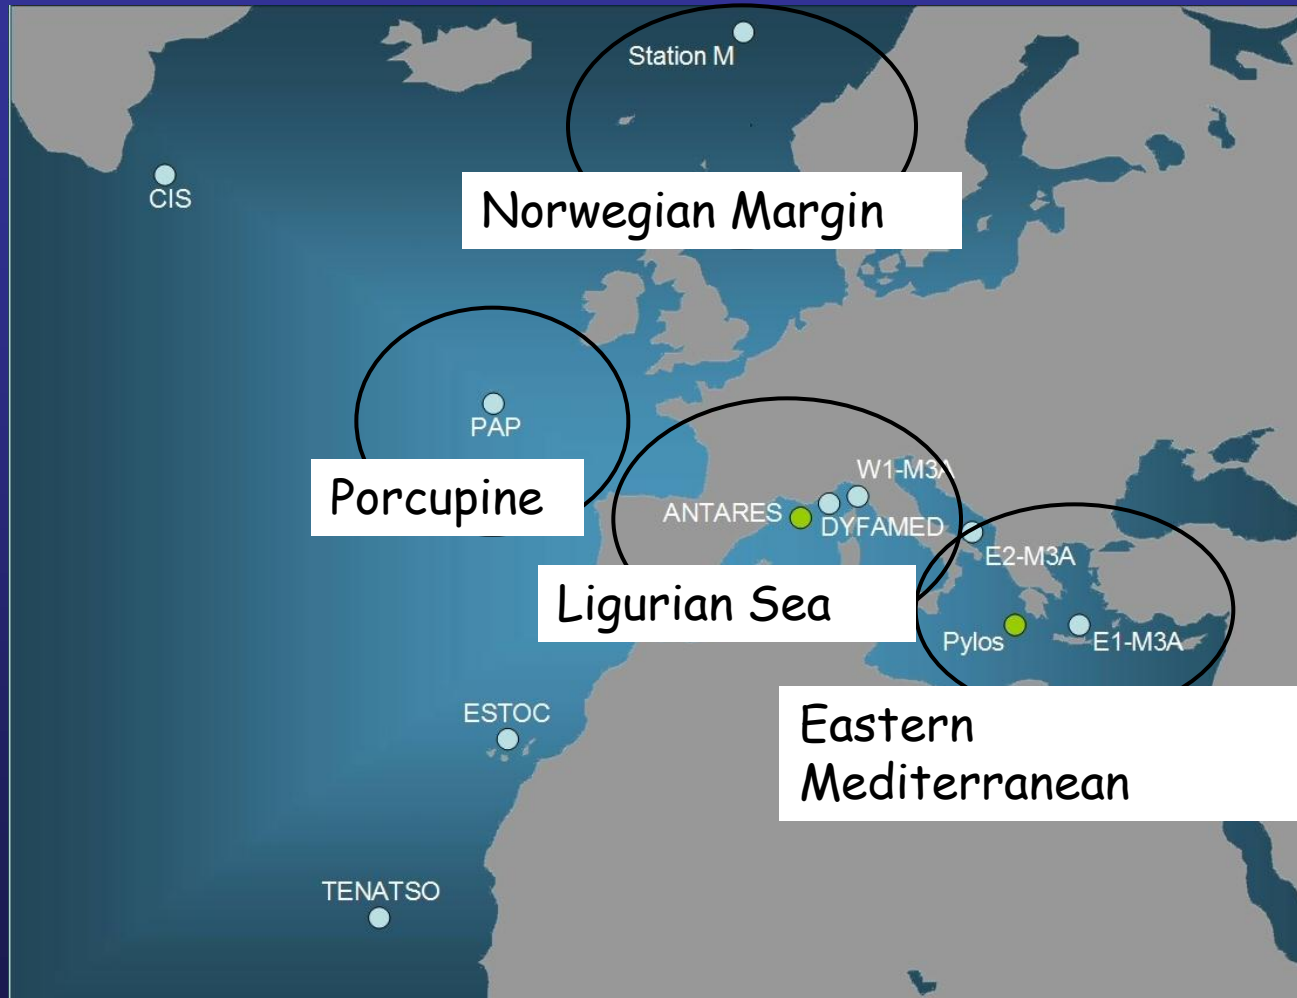 Station M
CIS
Norwegian Margin
PAP
Porcupine
W1-M3A
ANTARES
DYFAMED
E2-M3A
Ligurian Sea
Pylos
E1-M3A
ESTOC
Eastern
Mediterranean
TENATSO